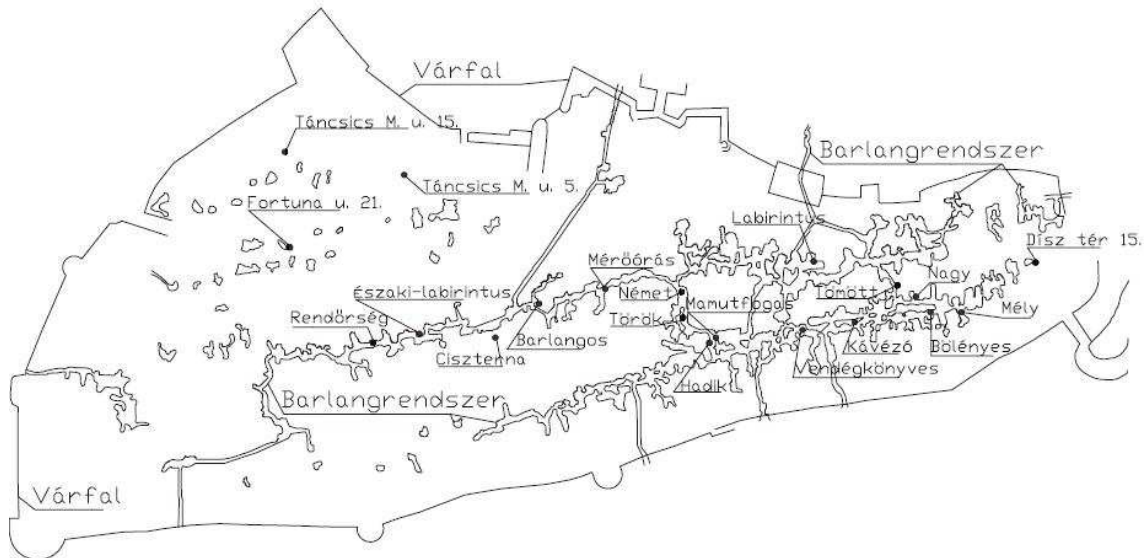 Várfal
Táncsics M. u. 15.
Barlangrendszer
Táncsics M. u. 5.
Fortuna u. 21.
Labirintus
Dísz tér 15.
Mérőórás
Nagy
északi-labirintus
Német
Tömött
Mamutfogas
Rendőrség
Török
Mély
Barlangos
Ciszterna
Kávézó
Bölényes
Vendégkönyves
Hadik
Barlangrendszer
Várfal